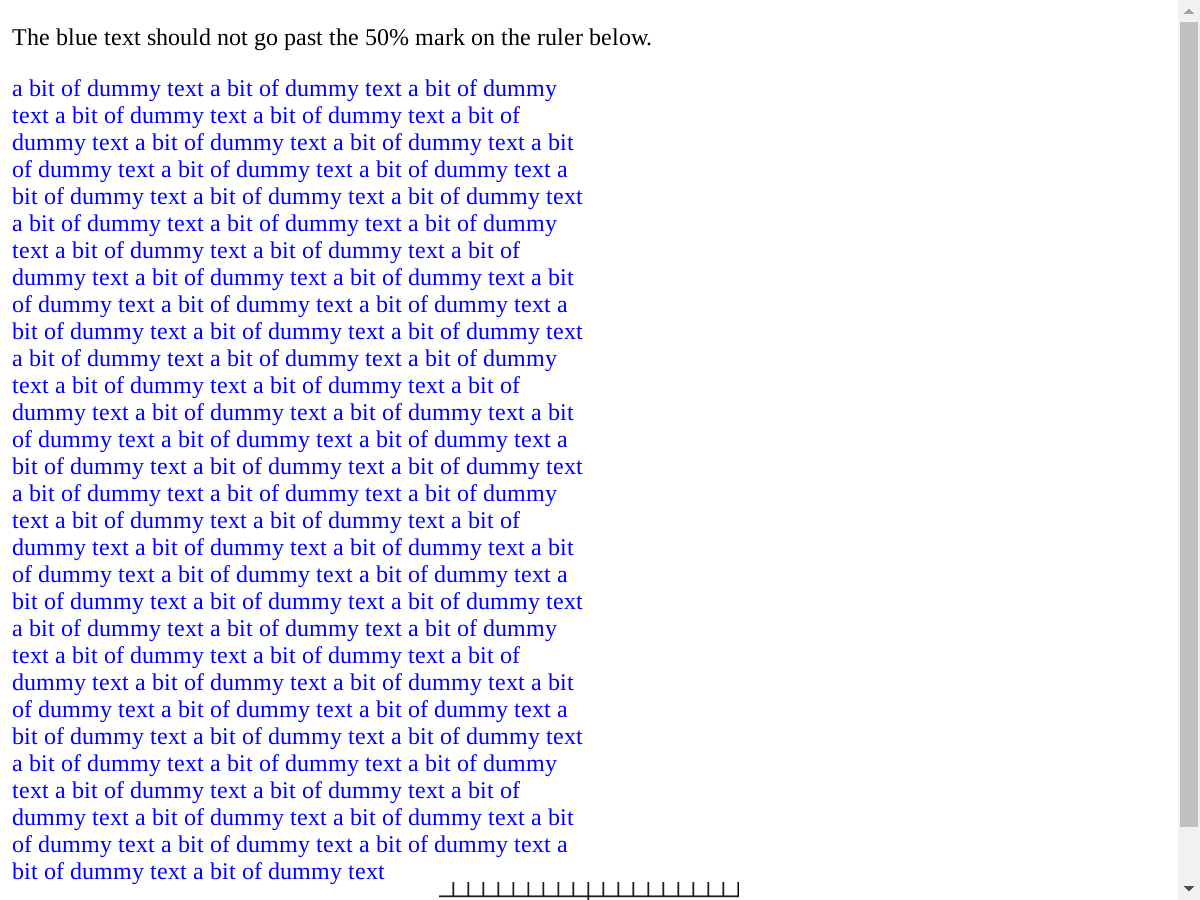 The blue text should not go past the 50% mark on the ruler below.
a bit of dummy text a bit of dummy text a bit of dummy
text a bit of dummy text a bit of dummy text a bit of
dummy text a bit of dummy text a bit of dummy text a bit
of dummy text a bit of dummy text a bit of dummy text a
bit of dummy text a bit of dummy text a bit of dummy text
a bit of dummy text a bit of dummy text a bit of dummy
text a bit of dummy text a bit of dummy text a bit of
dummy text a bit of dummy text a bit of dummy text a bit
of dummy text a bit of dummy text a bit of dummy text a
bit of dummy text a bit of dummy text a bit of dummy text
a bit of dummy text a bit of dummy text a bit of dummy
text a bit of dummy text a bit of dummy text a bit of
dummy text a bit of dummy text a bit of dummy text a bit
of dummy text a bit of dummy text a bit of dummy text a
bit of dummy text a bit of dummy text a bit of dummy text
a bit of dummy text a bit of dummy text a bit of dummy
text a bit of dummy text a bit of dummy text a bit of
dummy text a bit of dummy text a bit of dummy text a bit
of dummy text a bit of dummy text a bit of dummy text a
bit of dummy text a bit of dummy text a bit of dummy text
a bit of dummy text a bit of dummy text a bit of dummy
text a bit of dummy text a bit of dummy text a bit of
dummy text a bit of dummy text a bit of dummy text a bit
of dummy text a bit of dummy text a bit of dummy text a
bit of dummy text a bit of dummy text a bit of dummy text
a bit of dummy text a bit of dummy text a bit of dummy
text a bit of dummy text a bit of dummy text a bit of
dummy text a bit of dummy text a bit of dummy text a bit
of dummy text a bit of dummy text a bit of dummy text a
bit of dummy text a bit of dummy text